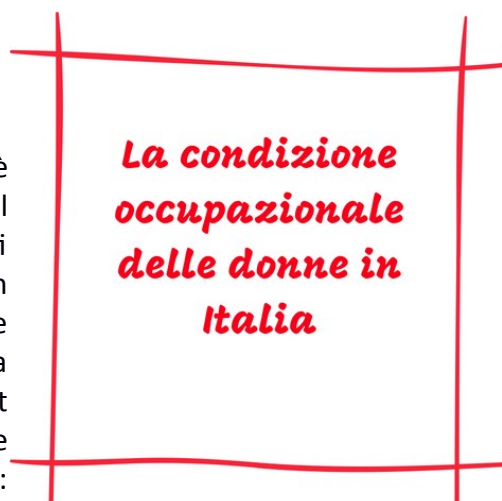 La condizione
occupazionale
delle donne in
Italia
è
l
i
n
e
a
t
e
: